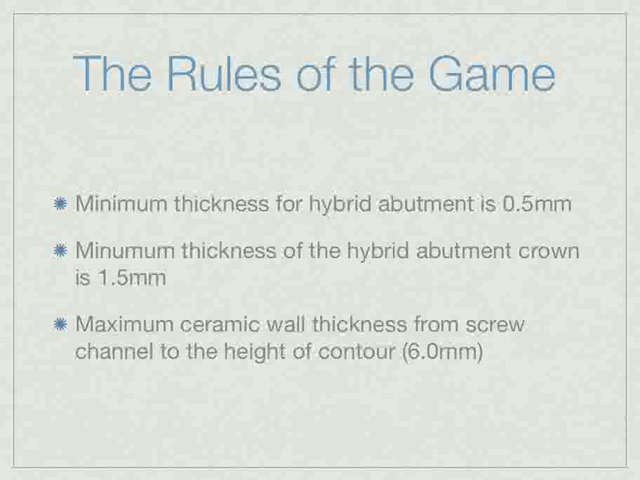 The Rules of the Game
Minimum thickness for hybrid abutment is 0.5mm
Minumum thickness of the hybrid abutment crown
is 1.5mm
Maximum ceramic wall thickness from screw
channel to the height of contour (6.0mm)